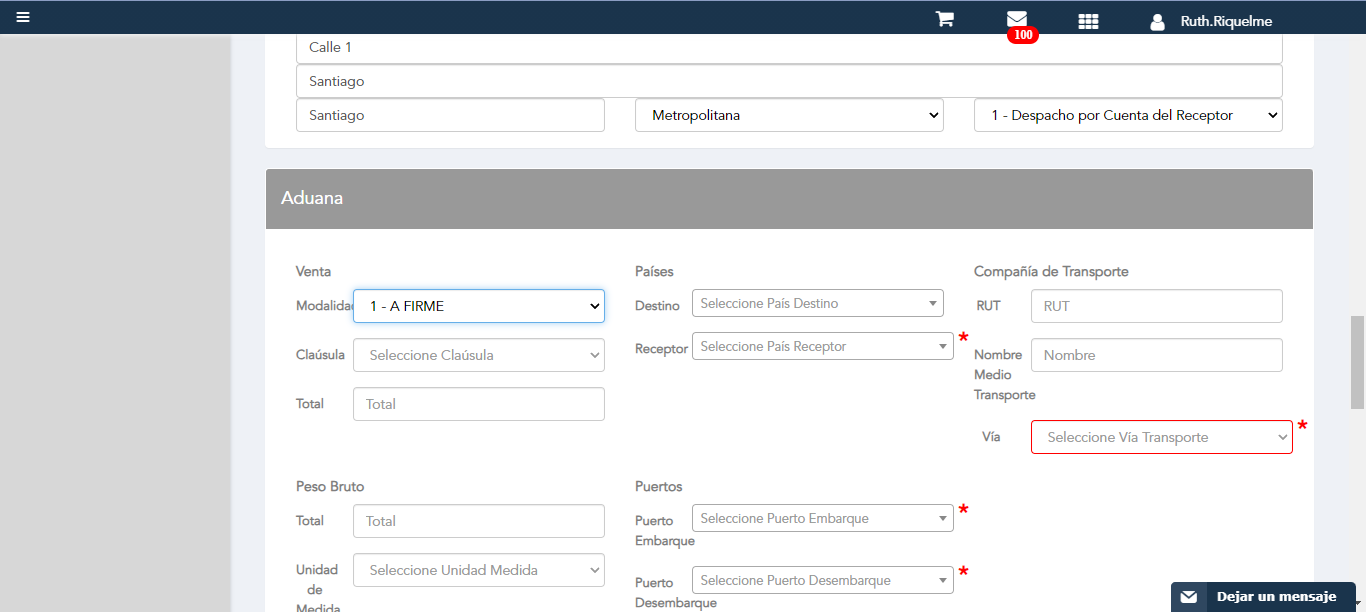 Ruth.Riquelme
100
Calle 1
Santiago
Santiago
Metropolitana
1 - Despacho por Cuenta del Receptor
Aduana
Venta
Modalidad
1 - A FIRME
Claúsula
Seleccione Claúsula
Total
Total
Países
Destino
Seleccione País Destino
Receptor
Seleccione País Receptor
*
Compañía de Transporte
RUT
RUT
Nombre
Medio
Transporte
Nombre
Vía
Seleccione Vía Transporte
*
Peso Bruto
Total
Total
Unidad
de
Medida
Seleccione Unidad Medida
Puertos
Puerto
Embarque
Seleccione Puerto Embarque
*
Puerto
Desembarque
Seleccione Puerto Desembarque
*
Dejar un mensaje